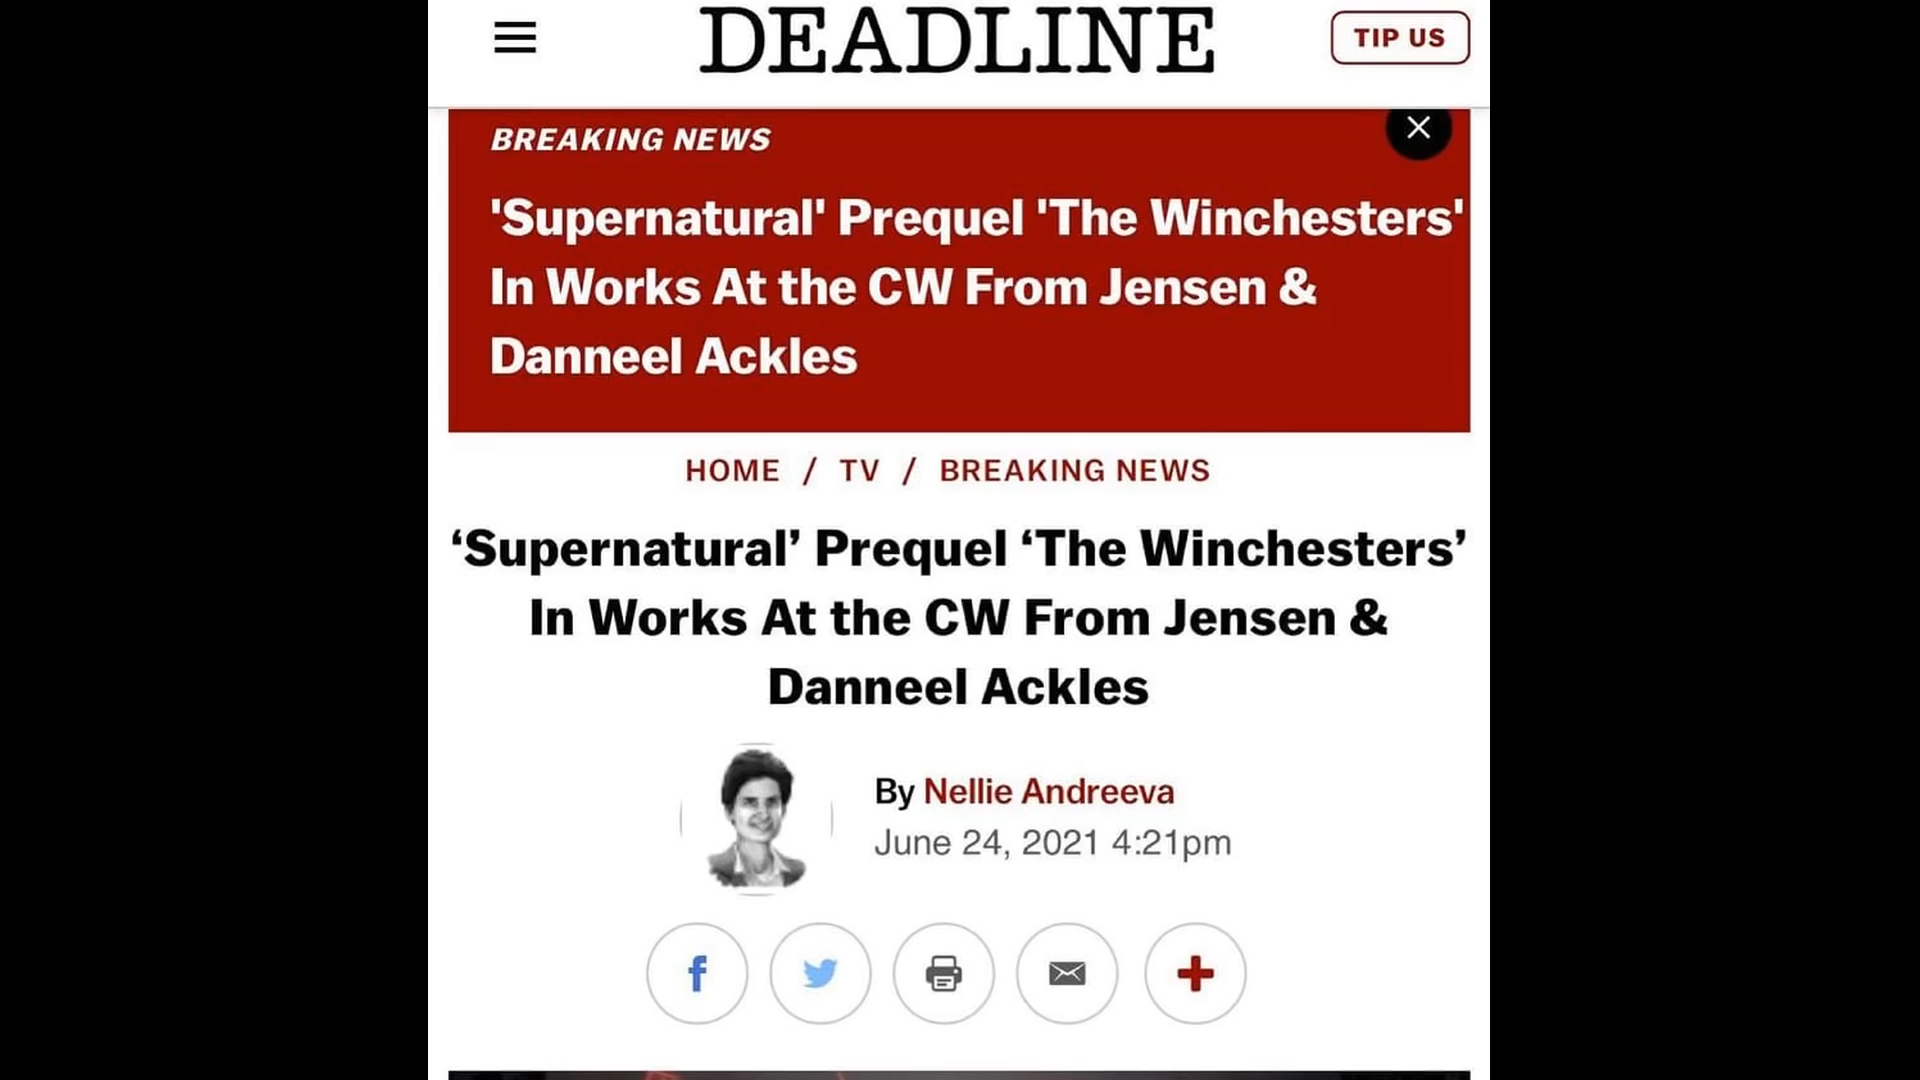 DEADLINE
TIP US
BREAKING NEWS
'Supernatural' Prequel 'The Winchesters'
In Works At the CW From Jensen &
Danneel Ackles
HOME / TV / BREAKING NEWS
‘Supernatural’ Prequel ‘The Winchesters’
In Works At the CW From Jensen &
Danneel Ackles
By Nellie Andreeva
June 24, 2021 4:21pm